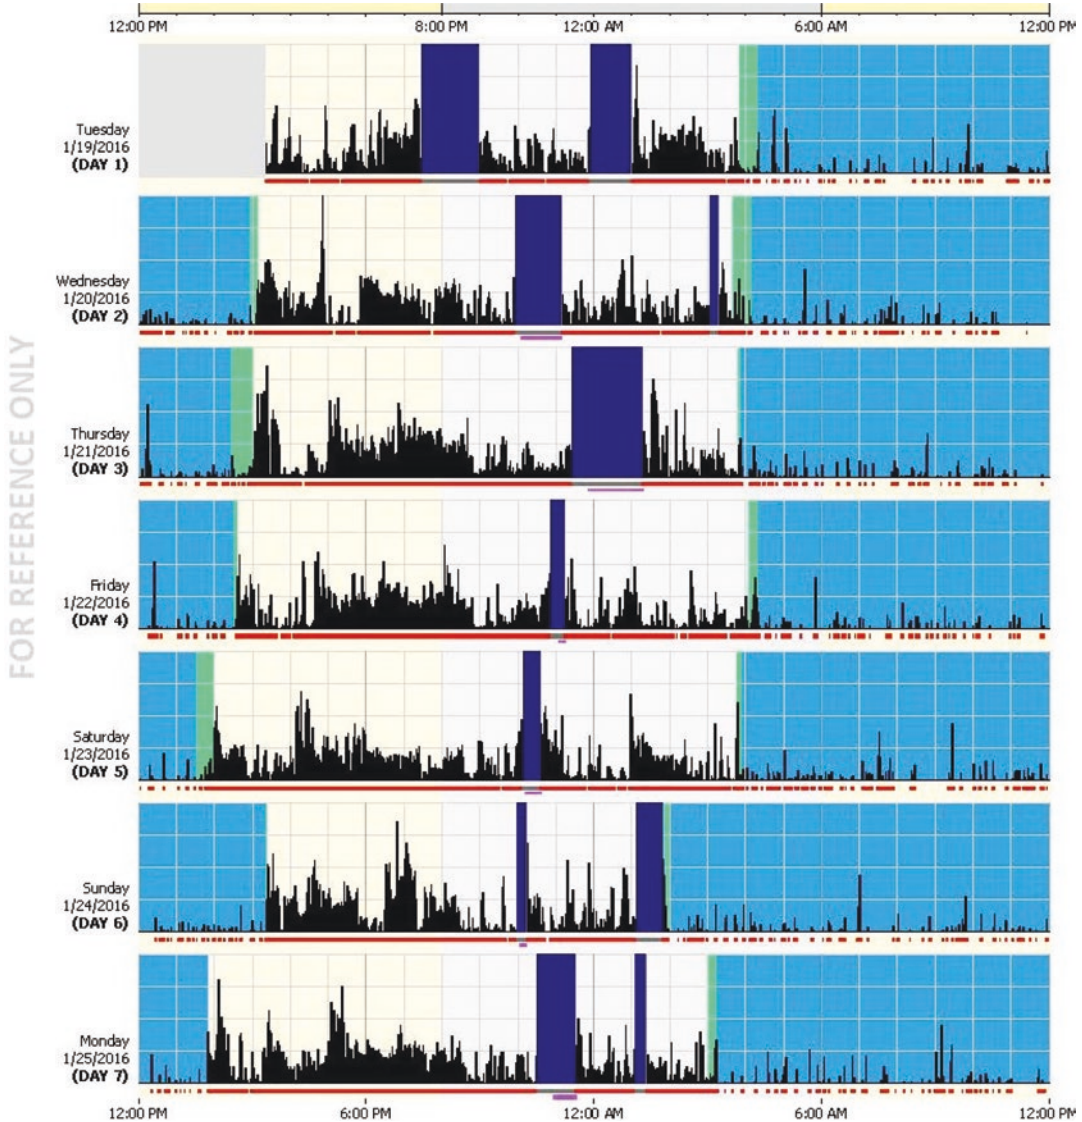 12:00 PM 8:00 PM 12:00 AM 6:00 AM 12:00 PM
FOR REFERENCE ONLY
Tuesday
1/19/2016
(DAY 1)
Wednesday
1/20/2016
(DAY 2)
Thursday
1/21/2016
(DAY 3)
Friday
1/22/2016
(DAY 4)
Saturday
1/23/2016
(DAY 5)
Sunday
1/24/2016
(DAY 6)
Monday
1/25/2016
(DAY 7)
12:00 PM 6:00 PM 12:00 AM 6:00 AM 12:00 PM